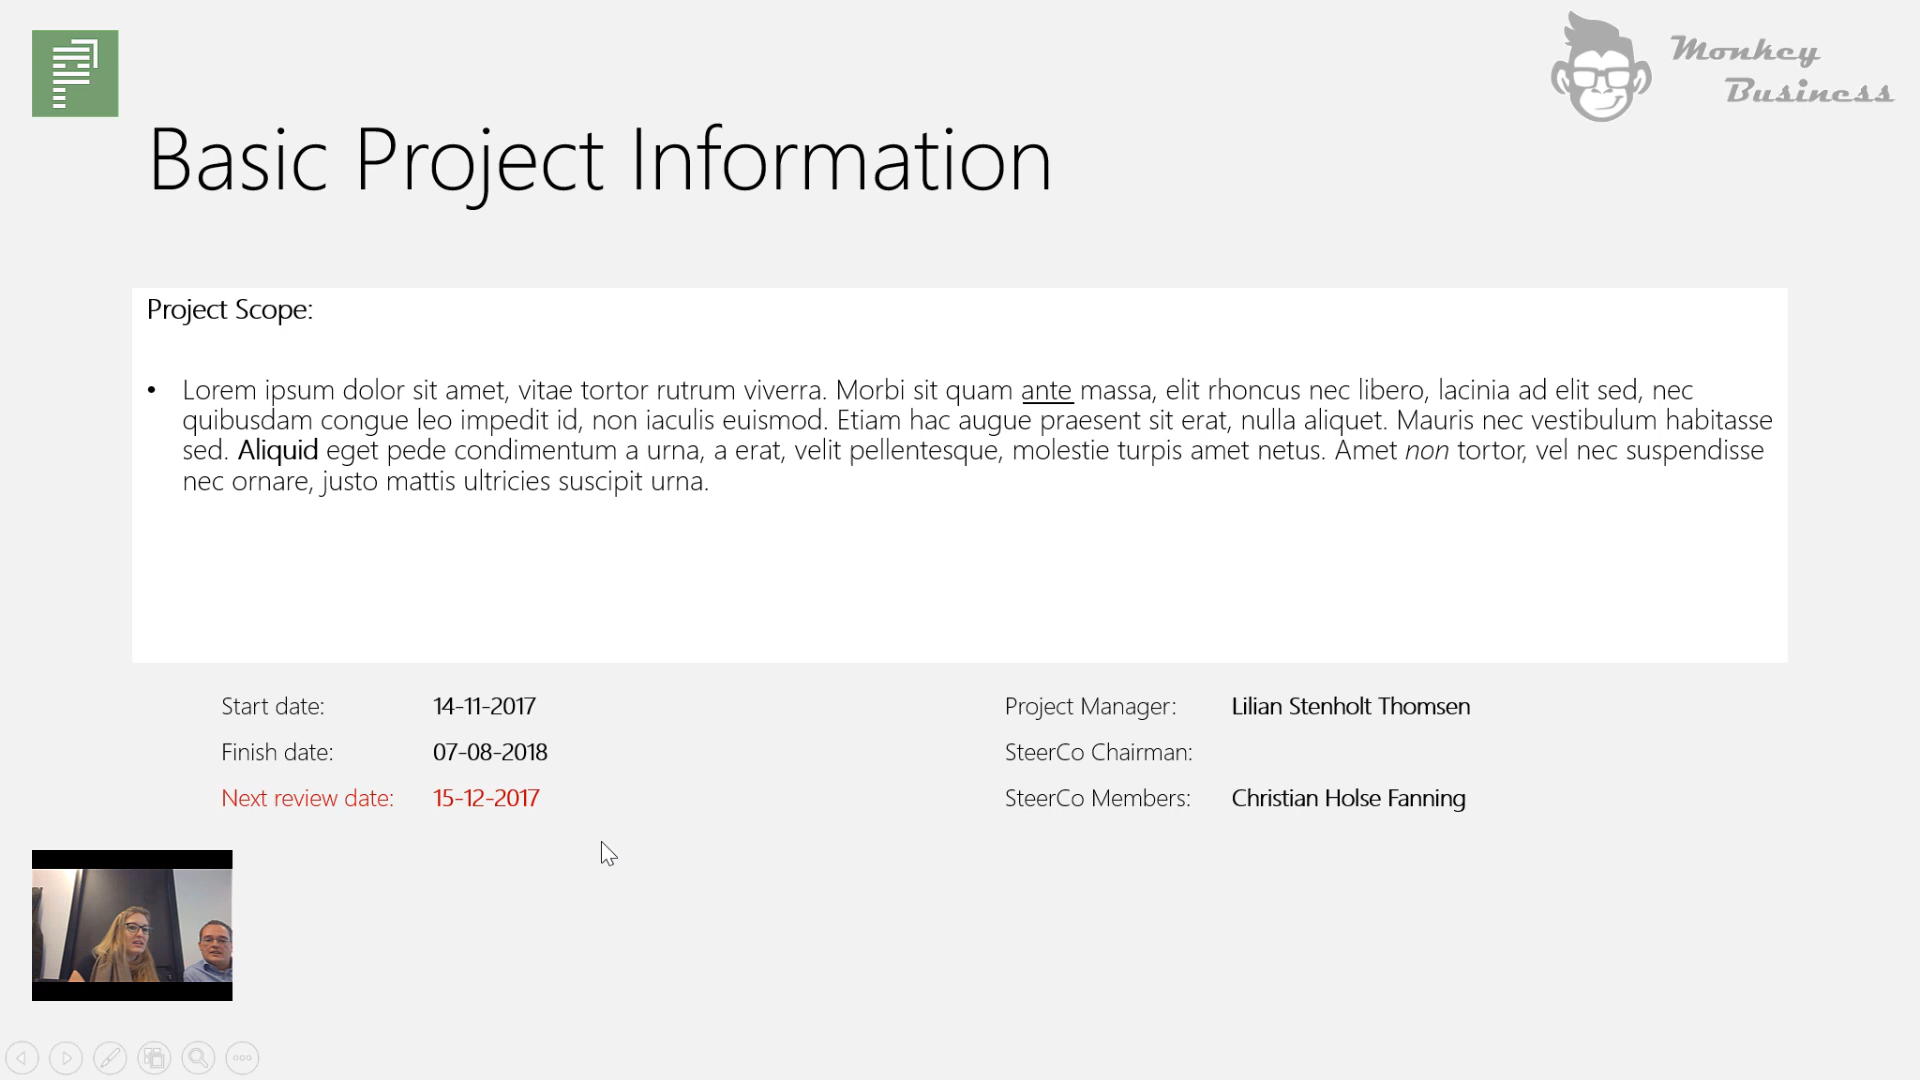 Monkey
Business
Basic Project Information
Project Scope:
• Lorem ipsum dolor sit amet, vitae tortor rutrum viverra. Morbi sit quam ante massa, elit rhoncus nec libero, lacinia ad elit sed, nec
quibusdam congue leo impedit id, non iaculis euismod. Etiam hac augue praesent sit erat, nulla aliquet. Mauris nec vestibulum habitasse
sed. Aliquid eget pede condimentum a urna, a erat, velit pellentesque, molestie turpis amet netus. Amet non tortor, vel nec suspendisse
nec ornare, justo mattis ultricies suscipit urna.
Start date: 14-11-2017
Finish date: 07-08-2018
Next review date: 15-12-2017
Project Manager: Lilian Stenholt Thomsen
SteerCo Chairman:
SteerCo Members: Christian Holse Fanning